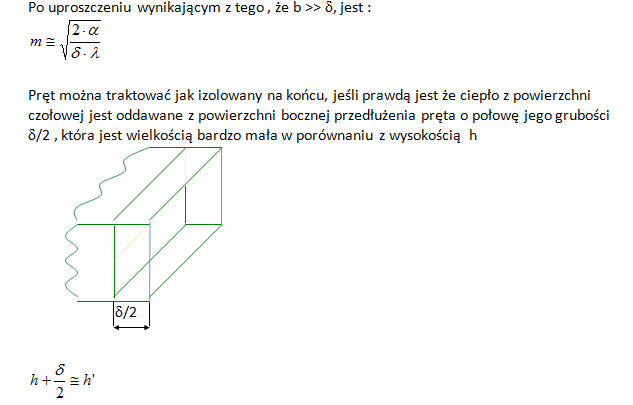 Po uproszczeniu wynikającym z tego , że b >> δ, jest :
m ≅ √(2·α / δ·λ)
Pręt można traktować jak izolowany na końcu, jeśli prawdą jest że ciepło z powierzchni
czołowej jest oddawane z powierzchni bocznej przedłużenia pręta o połowę jego grubości
δ/2 , która jest wielkością bardzo mała w porównaniu z wysokością h
δ/2
h + δ/2 ≅ h'